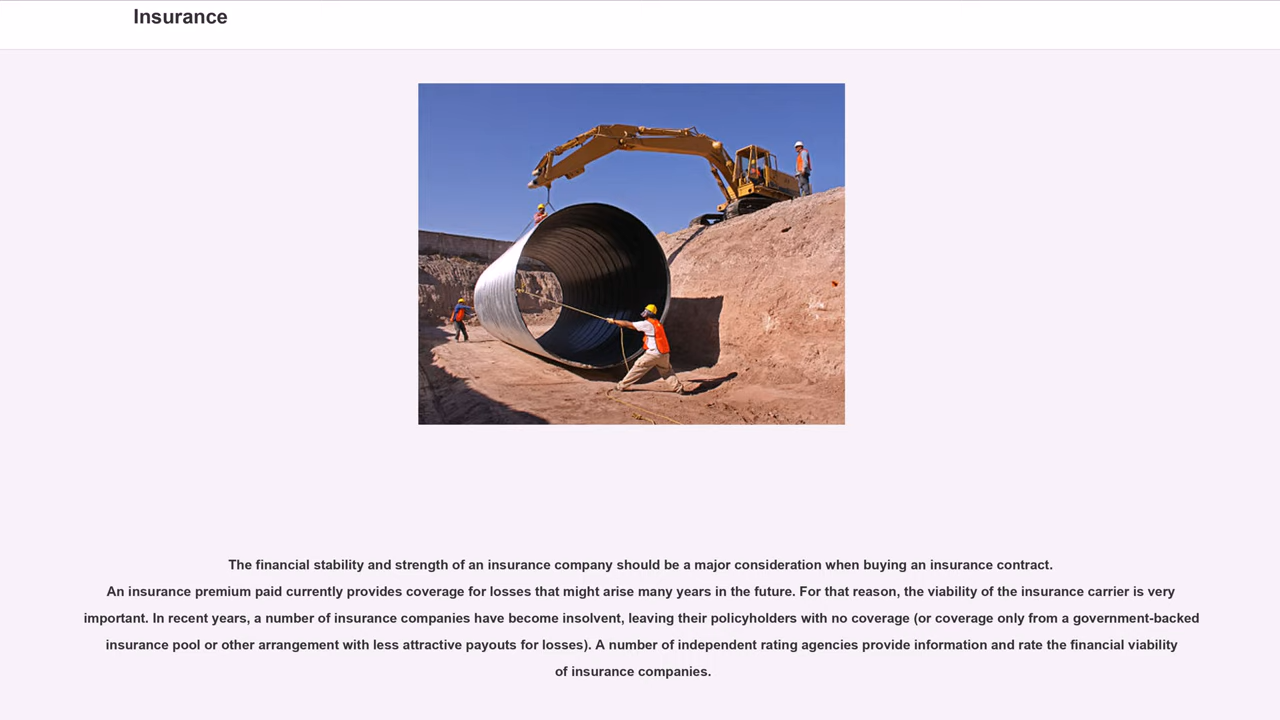 Insurance
The financial stability and strength of an insurance company should be a major consideration when buying an insurance contract.
An insurance premium paid currently provides coverage for losses that might arise many years in the future. For that reason, the viability of the insurance carrier is very
important. In recent years, a number of insurance companies have become insolvent, leaving their policyholders with no coverage (or coverage only from a government-backed
insurance pool or other arrangement with less attractive payouts for losses). A number of independent rating agencies provide information and rate the financial viability
of insurance companies.